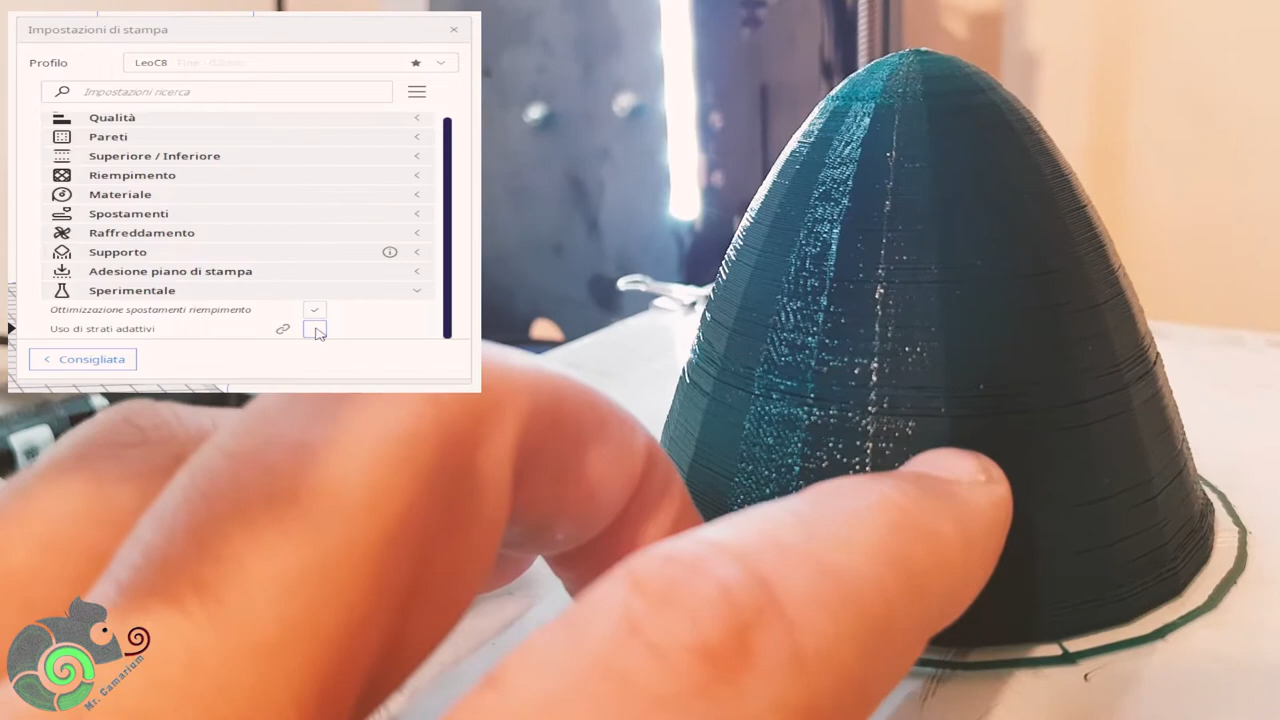 Impostazioni di stampa
Profilo
LeoC8
Impostazioni ricerca
Qualità
Pareti
Superiore / Inferiore
Riempimento
Materiale
Spostamenti
Raffreddamento
Supporto
Adesione piano di stampa
Sperimentale
Ottimizzazione spostamenti riempimento
Uso di strati adattivi
Consigliata
Mr. Camarium